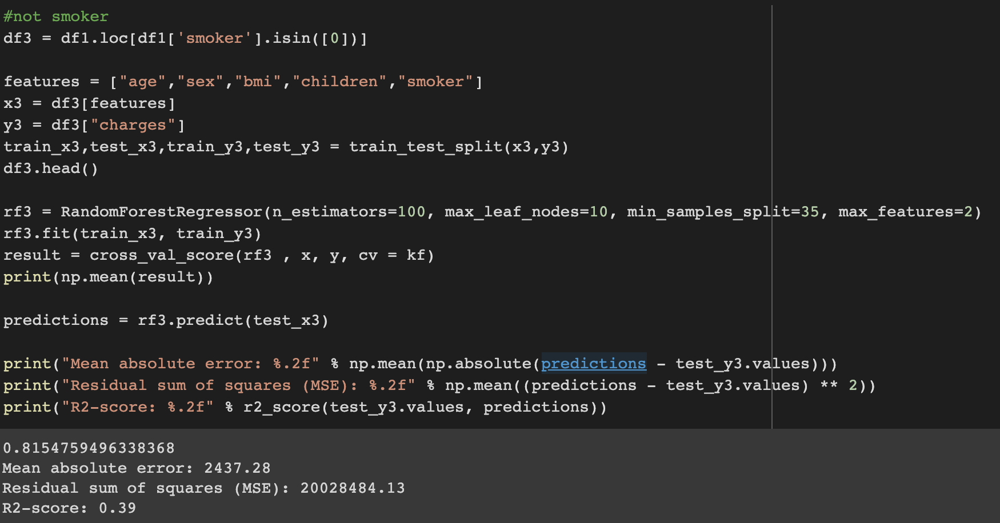 #not smoker
df3 = df1.loc[df1['smoker'].isin([0])]
features = ["age","sex","bmi","children","smoker"]
x3 = df3[features]
y3 = df3["charges"]
train_x3,test_x3,train_y3,test_y3 = train_test_split(x3,y3)
df3.head()
rf3 = RandomForestRegressor(n_estimators=100, max_leaf_nodes=10, min_samples_split=35, max_features=2)
rf3.fit(train_x3, train_y3)
result = cross_val_score(rf3 , x, y, cv = kf)
print(np.mean(result))
predictions = rf3.predict(test_x3)
print("Mean absolute error: %.2f" % np.mean(np.absolute(predictions - test_y3.values)))
print("Residual sum of squares (MSE): %.2f" % np.mean((predictions - test_y3.values) ** 2))
print("R2-score: %.2f" % r2_score(test_y3.values, predictions))
0.8154759496338368
Mean absolute error: 2437.28
Residual sum of squares (MSE): 20028484.13
R2-score: 0.39